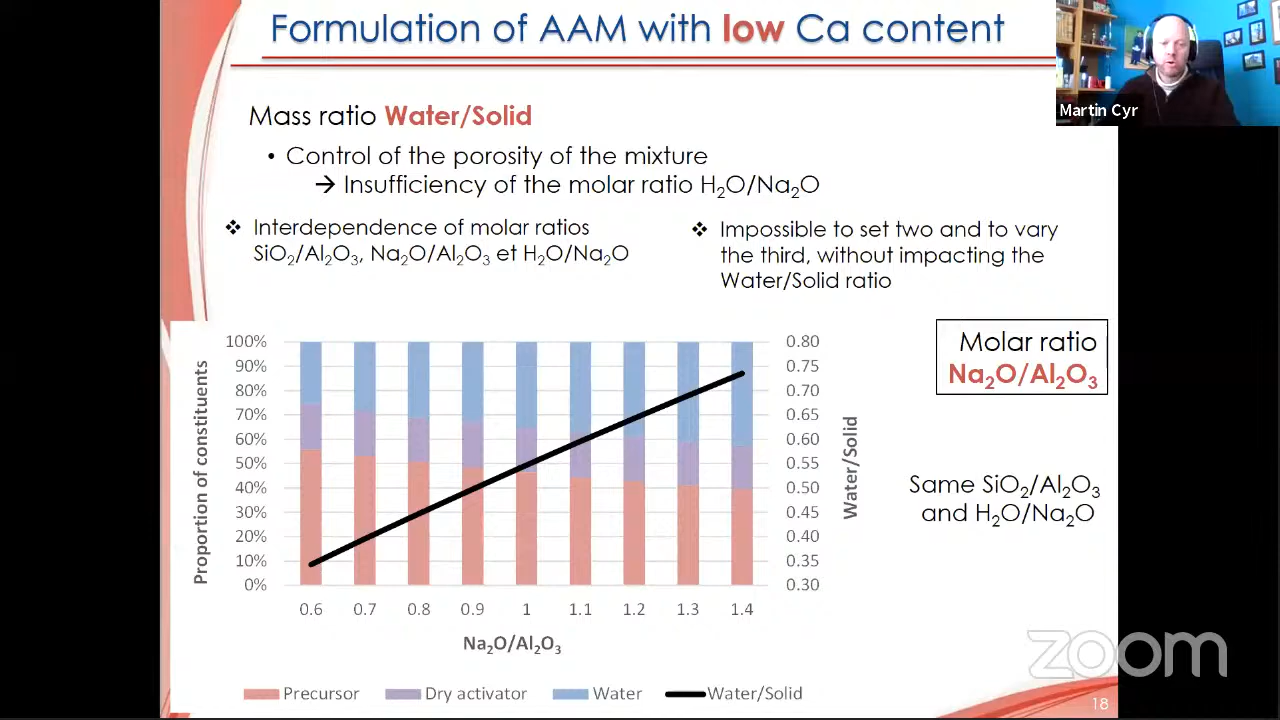 Formulation of AAM with low Ca content
Martin Cyr
Mass ratio Water/Solid
• Control of the porosity of the mixture
→ Insufficiency of the molar ratio H₂O/Na₂O
❖ Interdependence of molar ratios
SiO₂/Al₂O₃, Na₂O/Al₂O₃ et H₂O/Na₂O
❖ Impossible to set two and to vary
the third, without impacting the
Water/Solid ratio
Molar ratio
Na₂O/Al₂O₃
Same SiO₂/Al₂O₃
and H₂O/Na₂O
Proportion of constituents
100%
90%
80%
70%
60%
50%
40%
30%
20%
10%
0%
0.80
0.75
0.70
0.65
0.60
0.55
0.50
0.45
0.40
0.35
0.30
Water/Solid
0.6 0.7 0.8 0.9 1 1.1 1.2 1.3 1.4
Na₂O/Al₂O₃
Precursor Dry activator Water Water/Solid
zoom
18